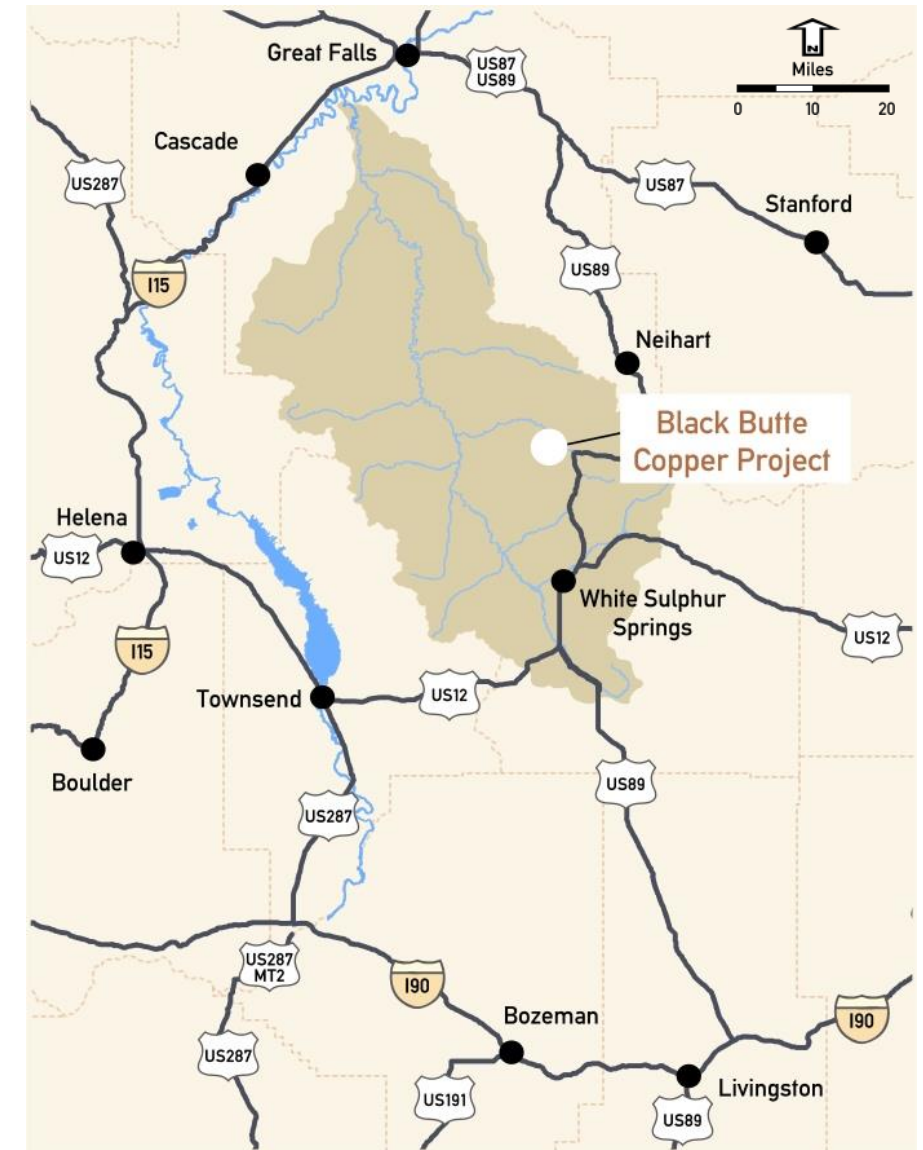 Great Falls
US87
US89
N
Miles
0 10 20
Cascade
US287
US87
Stanford
US89
I15
Neihart
Black Butte
Copper Project
Helena
US12
White Sulphur
Springs
US12
I15
Townsend
US12
Boulder
US89
US287
US287
MT2
I90
I90
Bozeman
US287
US191
Livingston
US89